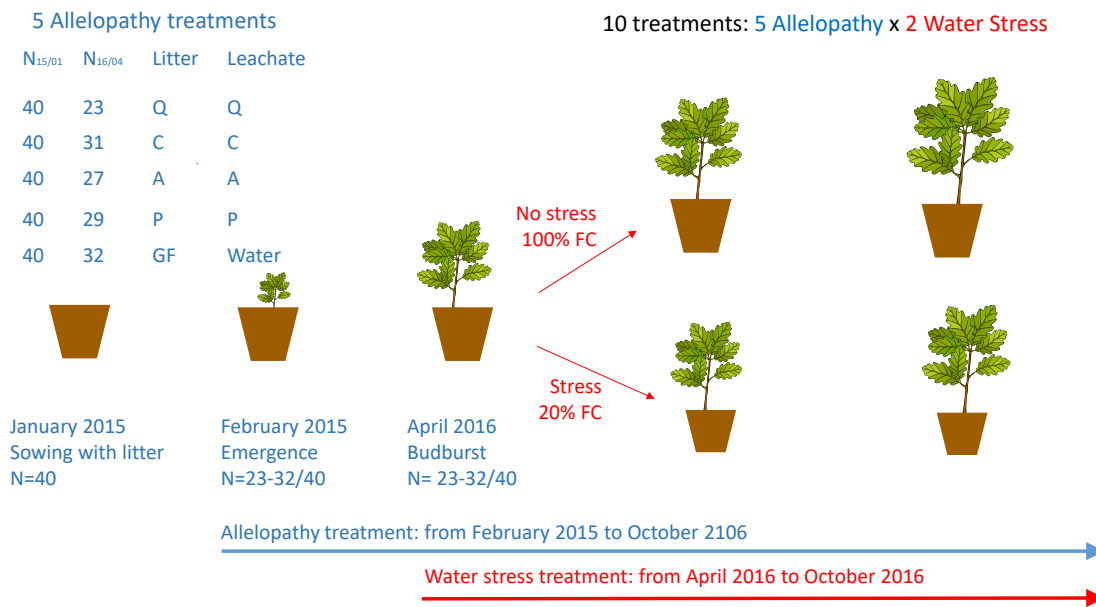 5 Allelopathy treatments
10 treatments: 5 Allelopathy x 2 Water Stress
N15/01 N16/04 Litter Leachate
40 23 Q Q
40 31 C C
40 27 A A
40 29 P P
40 32 GF Water
No stress
100% FC
Stress
20% FC
January 2015
Sowing with litter
N=40
February 2015
Emergence
N=23-32/40
April 2016
Budburst
N= 23-32/40
Allelopathy treatment: from February 2015 to October 2106
Water stress treatment: from April 2016 to October 2016